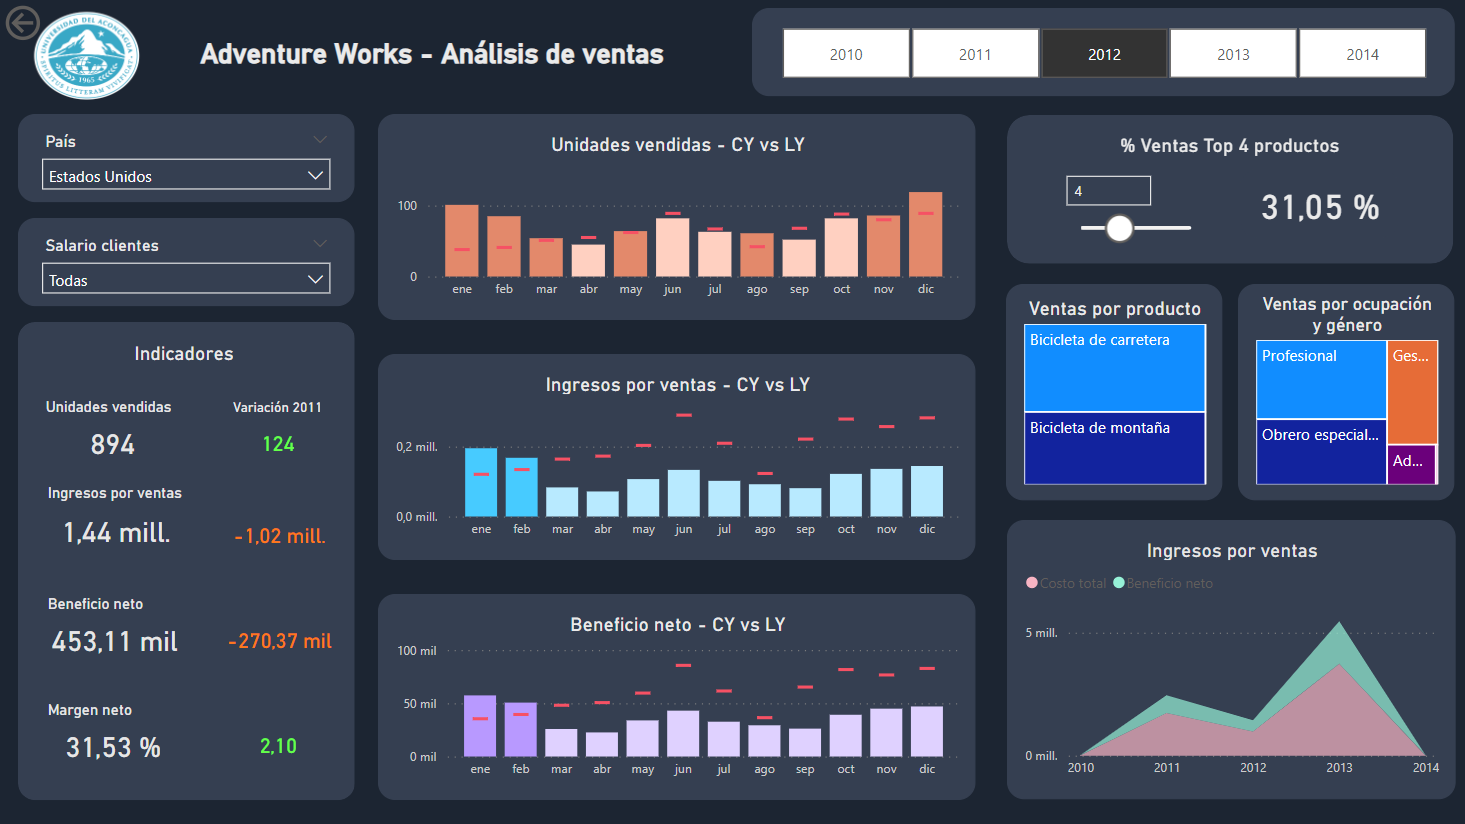 UNIVERSIDAD DEL ACONCAGUA
SPIRITUS LITTERAM VIVIFICAT
1965
Adventure Works - Análisis de ventas
2010
2011
2012
2013
2014
País
Estados Unidos
Salario clientes
Todas
Indicadores
Unidades vendidas
Variación 2011
894
124
Ingresos por ventas
1,44 mill.
-1,02 mill.
Beneficio neto
453,11 mil
-270,37 mil
Margen neto
31,53 %
2,10
Unidades vendidas - CY vs LY
100
0
ene feb mar abr may jun jul ago sep oct nov dic
Ingresos por ventas - CY vs LY
0,2 mill.
0,0 mill.
ene feb mar abr may jun jul ago sep oct nov dic
Beneficio neto - CY vs LY
100 mil
50 mil
0 mil
ene feb mar abr may jun jul ago sep oct nov dic
% Ventas Top 4 productos
4
31,05 %
Ventas por producto
Bicicleta de carretera
Bicicleta de montaña
Ventas por ocupación
y género
Profesional
Ges...
Obrero especial...
Ad...
Ingresos por ventas
Costo total
Beneficio neto
5 mill.
0 mill.
2010 2011 2012 2013 2014